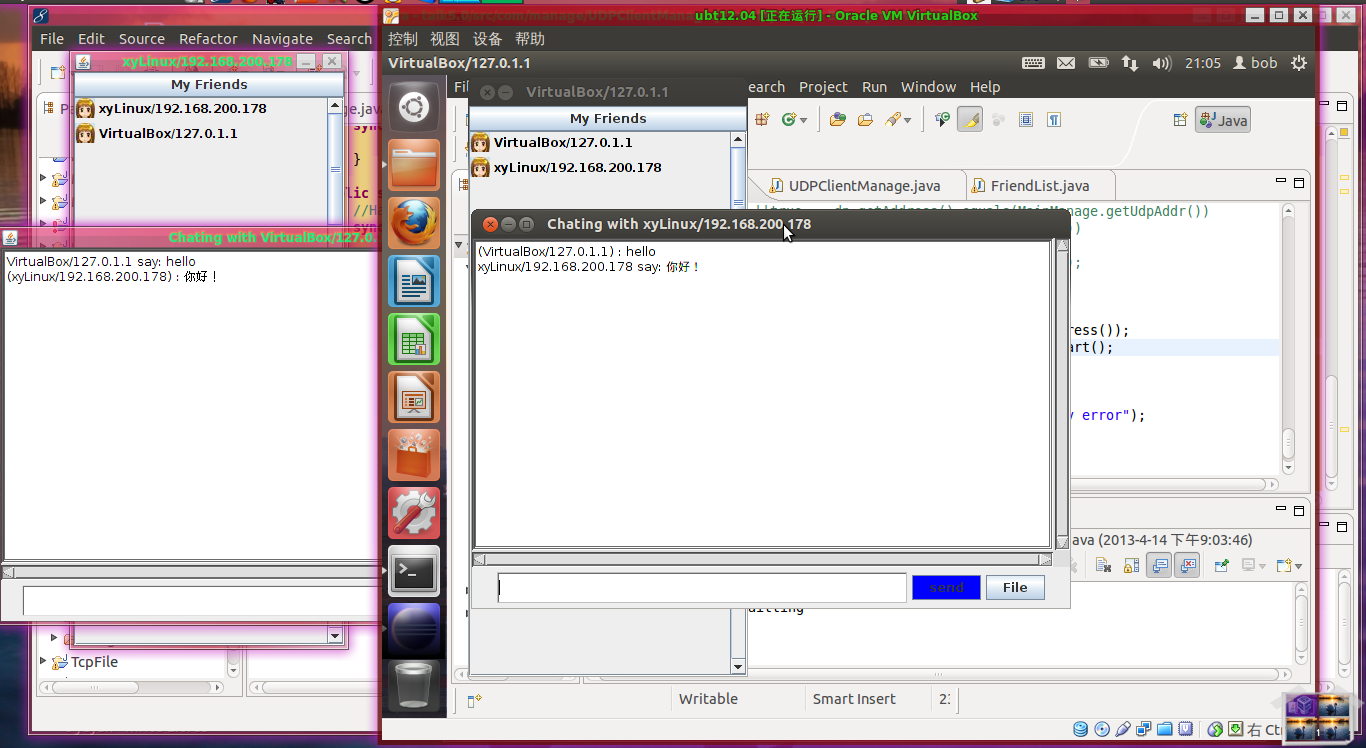 ubt12.04 [正在运行] - Oracle VM VirtualBox
File Edit Source Refactor Navigate Search
控制 视图 设备 帮助
xyLinux/192.168.200.178
My Friends
xyLinux/192.168.200.178
VirtualBox/127.0.1.1
Chating with VirtualBox/127.0.
VirtualBox/127.0.1.1 say: hello
(xyLinux/192.168.200.178) : 你好！
TcpFile
VirtualBox/127.0.1.1
21:05
bob
VirtualBox/127.0.1.1
earch Project Run Window Help
My Friends
VirtualBox/127.0.1.1
xyLinux/192.168.200.178
Java
UDPClientManage.java
FriendList.java
Chating with xyLinux/192.168.200.178
(VirtualBox/127.0.1.1) : hello
xyLinux/192.168.200.178 say: 你好！
ress());
art();
error");
send
File
ava (2013-4-14 下午9:03:46)
Writable
Smart Insert
右